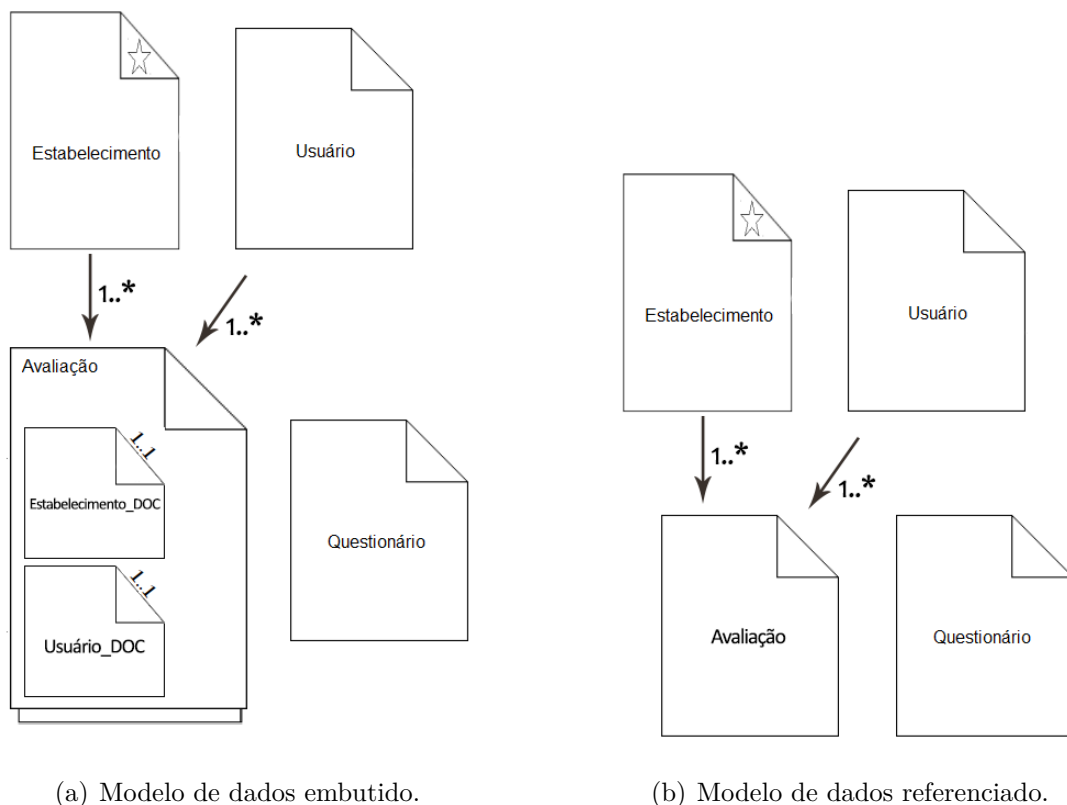 Estabelecimento
Usuário
1..*
1..*
Avaliação
1..1
Estabelecimento_DOC
1..1
Usuário_DOC
Questionário
(a) Modelo de dados embutido.
Estabelecimento
Usuário
1..*
1..*
Avaliação
Questionário
(b) Modelo de dados referenciado.